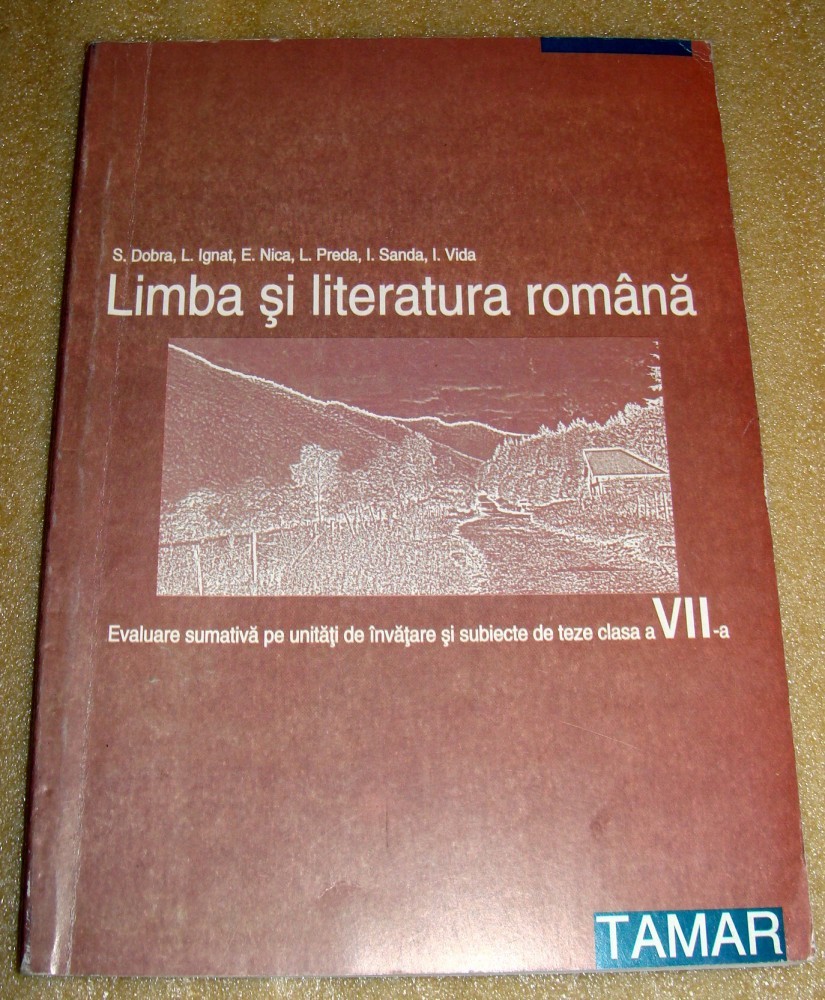 S. Dobra, L. Ignat, E. Nica, L. Preda, I. Sanda, I. Vida
Limba şi literatura română
Evaluare sumativă pe unităţi de învăţare şi subiecte de teze clasa a VII-a
TAMAR